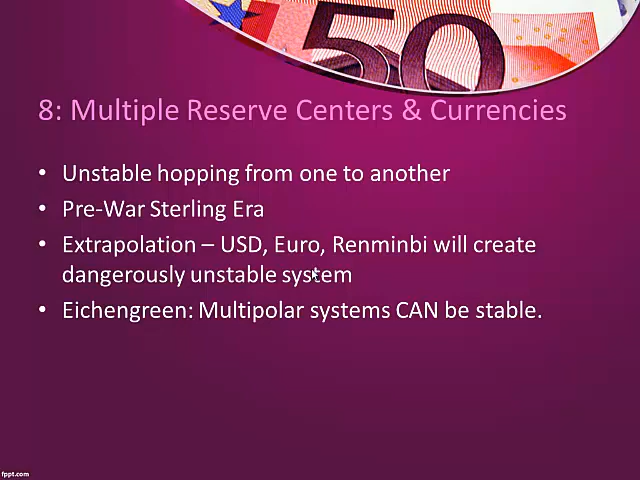 50
8: Multiple Reserve Centers & Currencies
• Unstable hopping from one to another
• Pre-War Sterling Era
• Extrapolation – USD, Euro, Renminbi will create
dangerously unstable system
• Eichengreen: Multipolar systems CAN be stable.
fppt.com